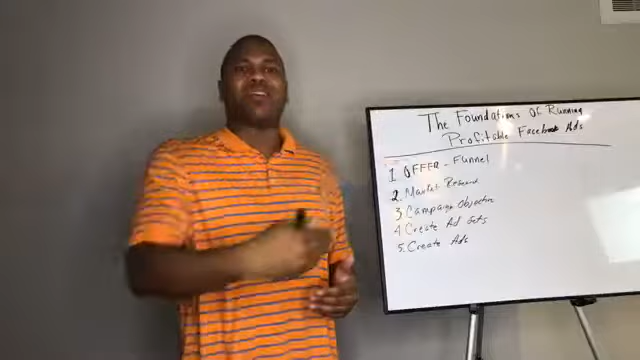 The Foundations Of Running
Profitable Facebook Ads
1 OFFER - Funnel
2. Market Research
3 Campaign Objective
4 Create Ad Sets
5. Create Ads